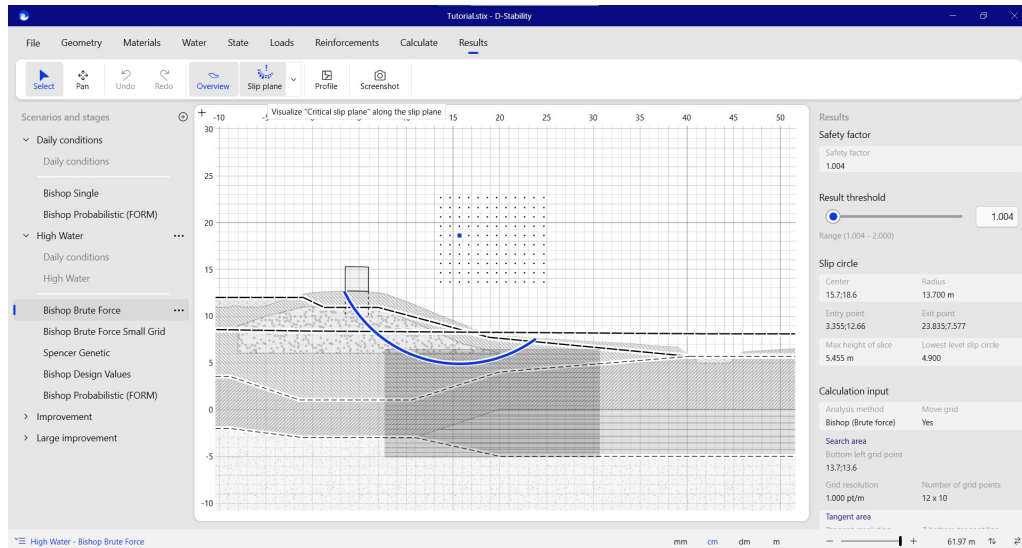 Tutorial.stix - D-Stability
File Geometry Materials Water State Loads Reinforcements Calculate Results
Select Pan Undo Redo Overview Slip plane Profile Screenshot
Visualize "Critical slip plane" along the slip plane
Scenarios and stages
Daily conditions
Daily conditions
Bishop Single
Bishop Probabilistic (FORM)
High Water
Daily conditions
High Water
Bishop Brute Force
Bishop Brute Force Small Grid
Spencer Genetic
Bishop Design Values
Bishop Probabilistic (FORM)
Improvement
Large improvement
-10 15 20 25 30 35 40 45 50
30
25
20
15
10
5
0
-5
-10
Results
Safety factor
Safety factor
1.004
Result threshold
1.004
Range (1.004 - 2.000)
Slip circle
Center Radius
15.7;18.6 13.700 m
Entry point Exit point
3.355;12.66 23.835;7.577
Max height of slice Lowest level slip circle
5.455 m 4.900
Calculation input
Analysis method Move grid
Bishop (Brute force) Yes
Search area
Bottom left grid point
13.7;13.6
Grid resolution Number of grid points
1.000 pt/m 12 x 10
Tangent area
High Water - Bishop Brute Force
mm cm dm m
61.97 m